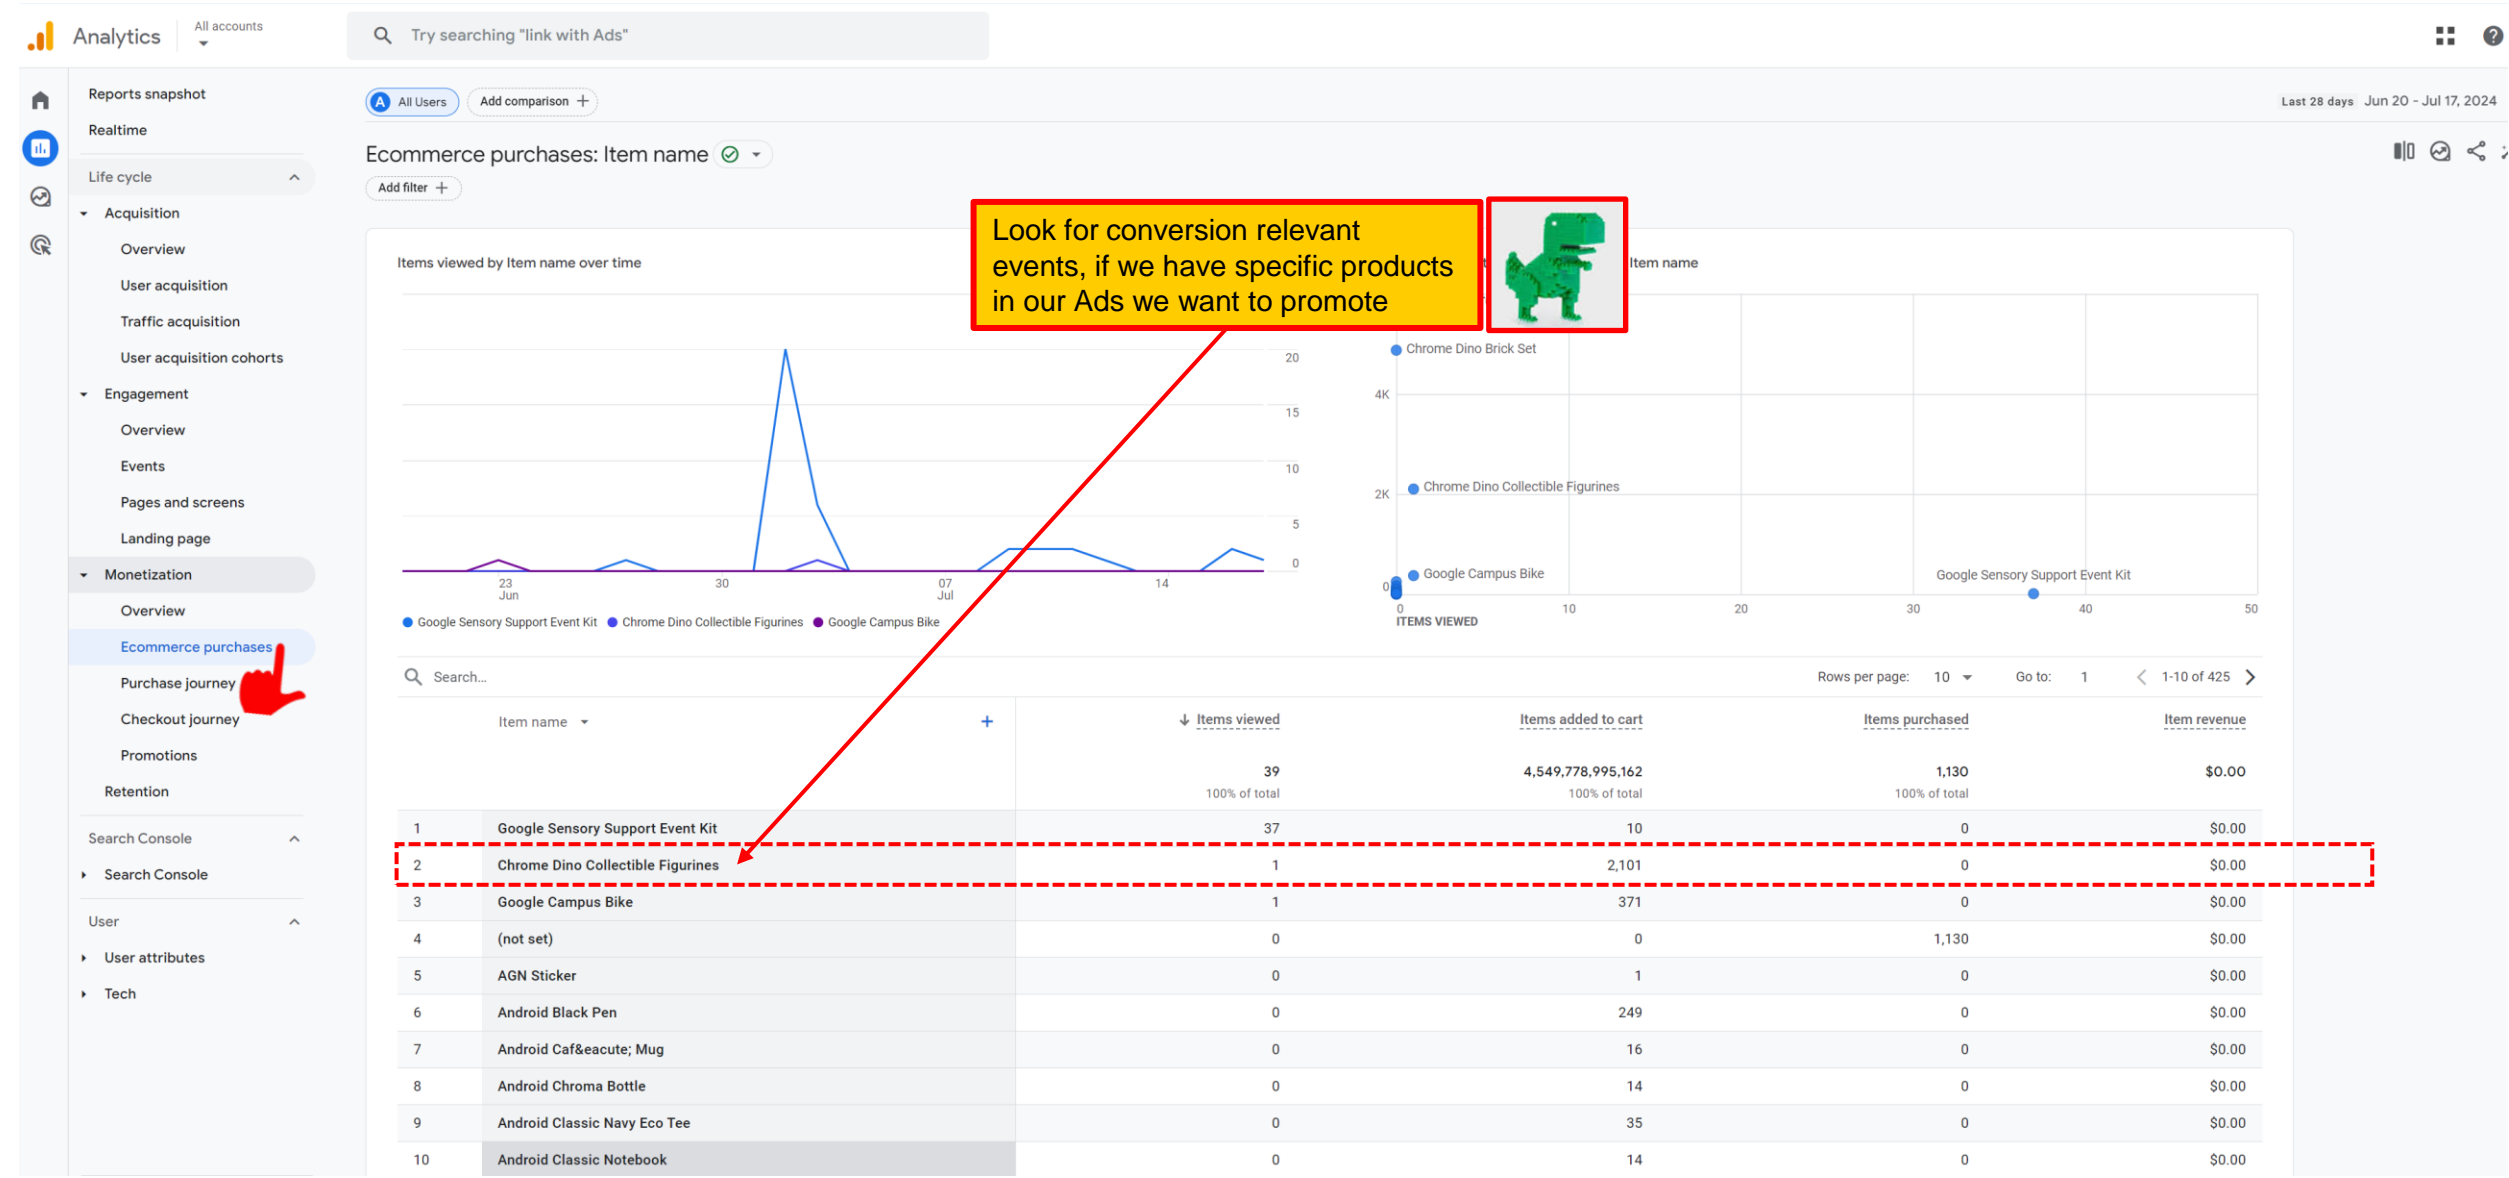 Analytics
All accounts
Try searching "link with Ads"
Reports snapshot
Realtime
Life cycle
Acquisition
Overview
User acquisition
Traffic acquisition
User acquisition cohorts
Engagement
Overview
Events
Pages and screens
Landing page
Monetization
Overview
Ecommerce purchases
Purchase journey
Checkout journey
Promotions
Retention
Search Console
Search Console
User
User attributes
Tech
A All Users
Add comparison +
Last 28 days Jun 20 - Jul 17, 2024
Ecommerce purchases: Item name
Add filter +
Look for conversion relevant
events, if we have specific products
in our Ads we want to promote
Items viewed by Item name over time
20
15
10
5
0
23
Jun
30
07
Jul
14
Google Sensory Support Event Kit Chrome Dino Collectible Figurines Google Campus Bike
Item name
Chrome Dino Brick Set
4K
Chrome Dino Collectible Figurines
2K
Google Campus Bike
Google Sensory Support Event Kit
0
0 10 20 30 40 50
ITEMS VIEWED
Search...
Rows per page: 10 Go to: 1 1-10 of 425
Item name + Items viewed Items added to cart Items purchased Item revenue
39 4,549,778,995,162 1,130 $0.00
100% of total 100% of total 100% of total
1 Google Sensory Support Event Kit 37 10 0 $0.00
2 Chrome Dino Collectible Figurines 1 2,101 0 $0.00
3 Google Campus Bike 1 371 0 $0.00
4 (not set) 0 0 1,130 $0.00
5 AGN Sticker 0 1 0 $0.00
6 Android Black Pen 0 249 0 $0.00
7 Android Caf&eacute; Mug 0 16 0 $0.00
8 Android Chroma Bottle 0 14 0 $0.00
9 Android Classic Navy Eco Tee 0 35 0 $0.00
10 Android Classic Notebook 0 14 0 $0.00